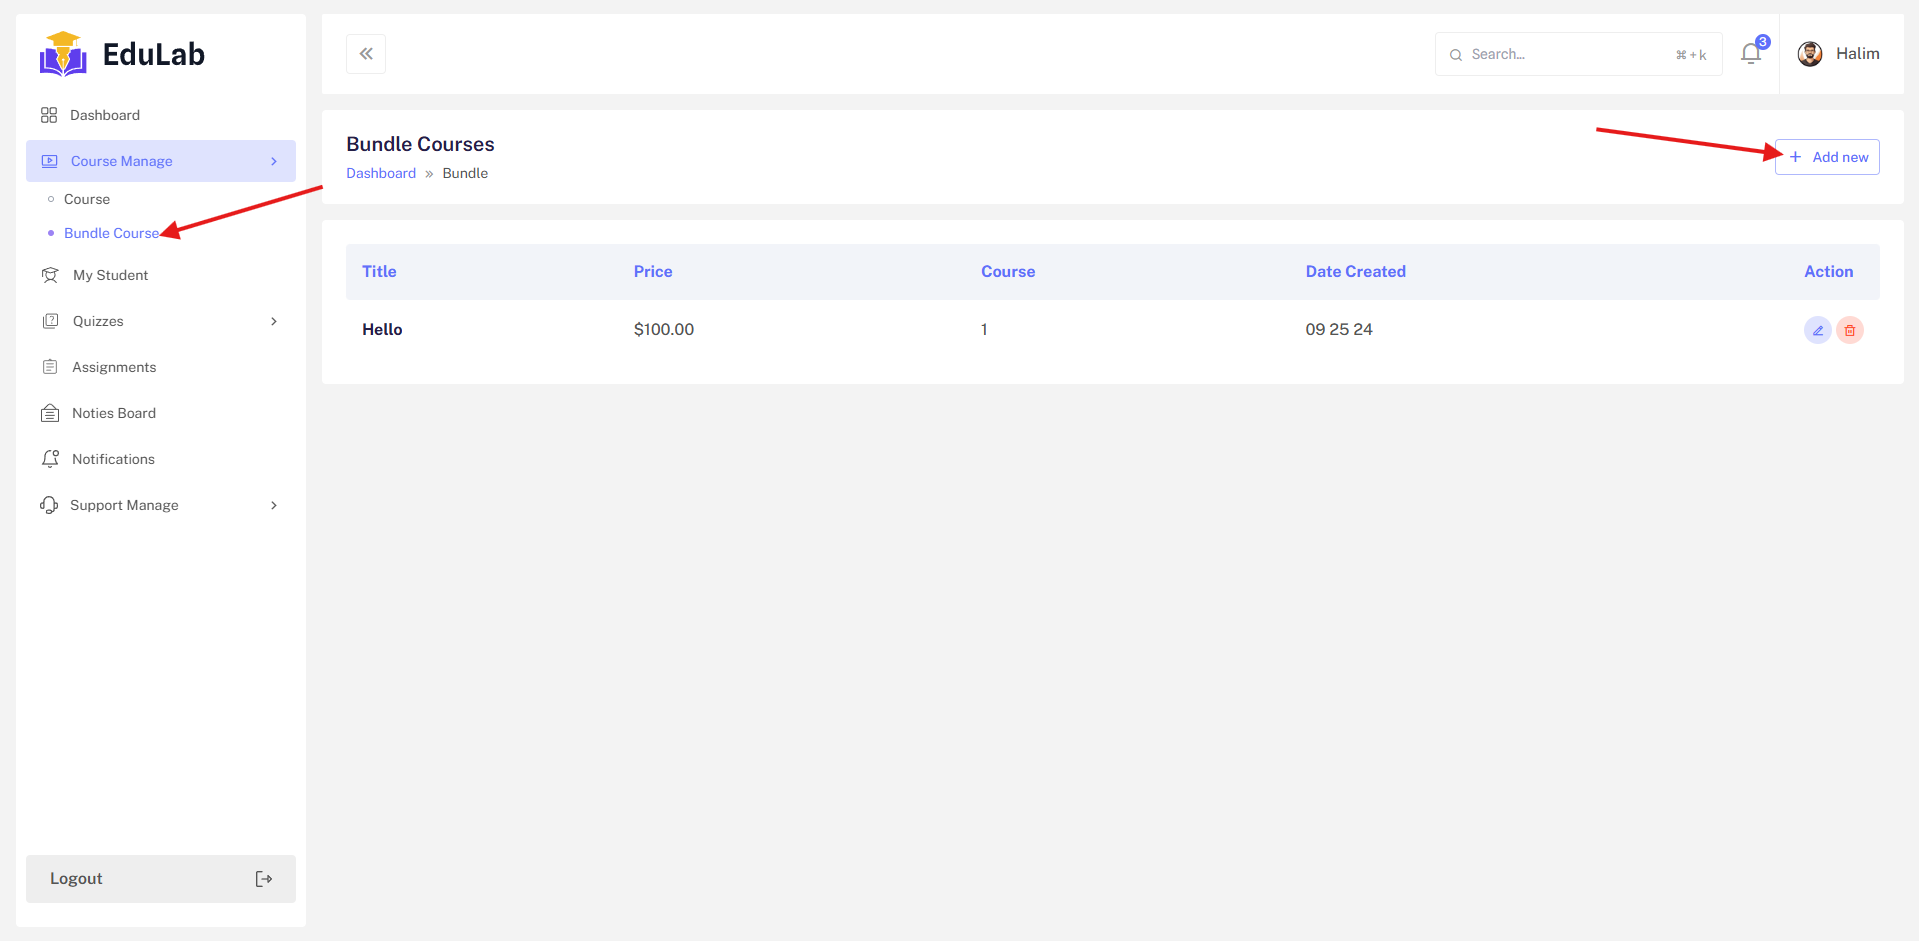 EduLab
Dashboard
Course Manage
Course
Bundle Course
My Student
Quizzes
Assignments
Noties Board
Notifications
Support Manage
Logout
Search... ⌘+k
3
Halim
Bundle Courses
Dashboard » Bundle
+ Add new
Title Price Course Date Created Action
Hello $100.00 1 09 25 24